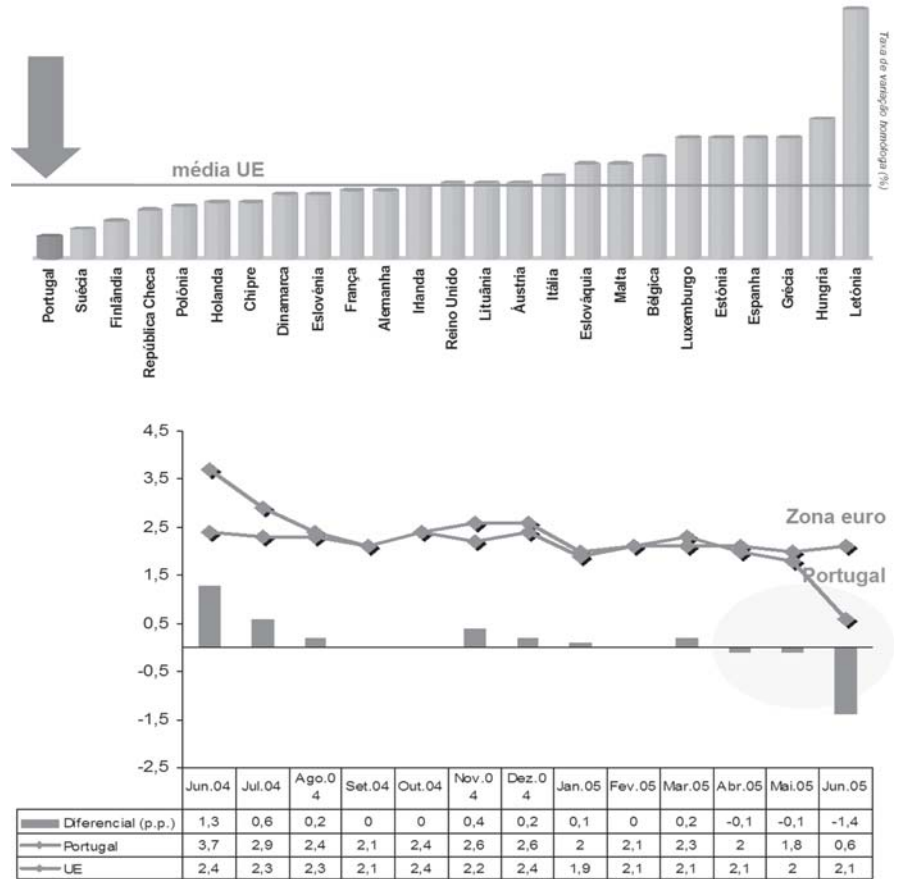 Taxa de variação homóloga (%)
média UE
Portugal
Suécia
Finlândia
República Checa
Polónia
Holanda
Chipre
Dinamarca
Eslovénia
França
Alemanha
Irlanda
Reino Unido
Lituânia
Áustria
Itália
Eslováquia
Malta
Bélgica
Luxemburgo
Estónia
Espanha
Grécia
Hungria
Letónia
4,5
3,5
2,5
1,5
0,5
-0,5
-1,5
-2,5
Zona euro
Portugal
Jun.04 Jul.04 Ago.04 Set.04 Out.04 Nov.04 Dez.04 Jan.05 Fev.05 Mar.05 Abr.05 Mai.05 Jun.05
Diferencial (p.p.) 1,3 0,6 0,2 0 0 0,4 0,2 0,1 0 0,2 -0,1 -0,1 -1,4
Portugal 3,7 2,9 2,4 2,1 2,4 2,6 2,6 2 2,1 2,3 2 1,8 0,6
UE 2,4 2,3 2,3 2,1 2,4 2,2 2,4 1,9 2,1 2,1 2,1 2 2,1